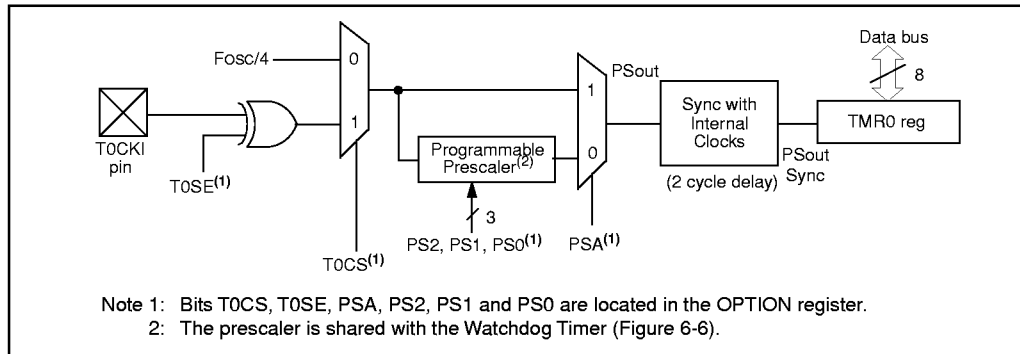 Data bus
8
Fosc/4
0
1
T0CKI
pin
T0SE(1)
T0CS(1)
Programmable
Prescaler(2)
3
PS2, PS1, PS0(1)
1
0
PSA(1)
PSout
Sync with
Internal
Clocks
(2 cycle delay)
PSout
Sync
TMR0 reg
Note 1: Bits T0CS, T0SE, PSA, PS2, PS1 and PS0 are located in the OPTION register.
2: The prescaler is shared with the Watchdog Timer (Figure 6-6).